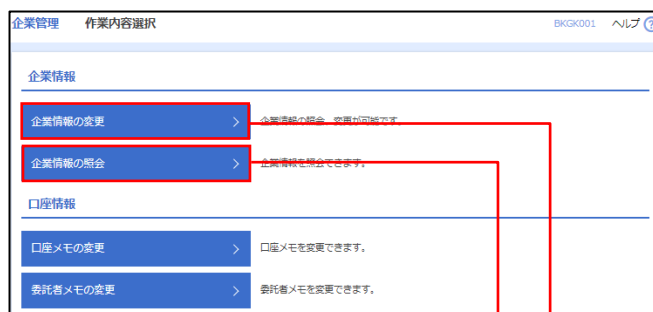 企業管理 作業内容選択 BKGK001 ヘルプ ?
企業情報
企業情報の変更 企業情報の照会、変更が可能です。
企業情報の照会 企業情報を照会できます。
口座情報
口座メモの変更 口座メモを変更できます。
委託者メモの変更 委託者メモを変更できます。